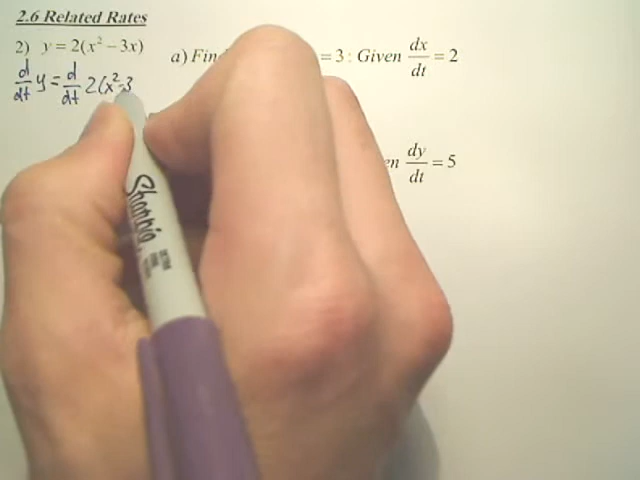 2.6 Related Rates
2) y = 2(x² − 3x) a) Fin = 3 : Given dx/dt = 2
d/dt y = d/dt 2(x²-3
en dy/dt = 5
Sharpie